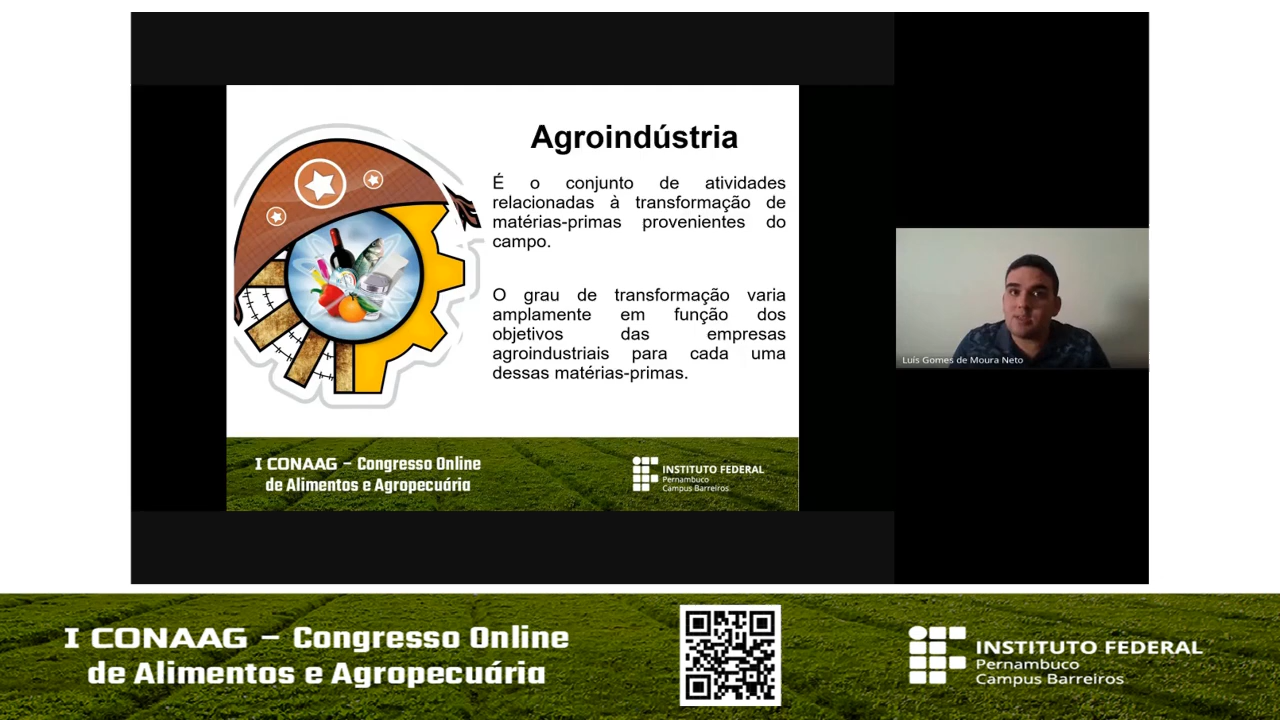 Agroindústria
É o conjunto de atividades
relacionadas à transformação de
matérias-primas provenientes do
campo.
O grau de transformação varia
amplamente em função dos
objetivos das empresas
agroindustriais para cada uma
dessas matérias-primas.
I CONAAG – Congresso Online
de Alimentos e Agropecuária
INSTITUTO FEDERAL
Pernambuco
Campus Barreiros
Luís Gomes de Moura Neto
I CONAAG – Congresso Online
de Alimentos e Agropecuária
INSTITUTO FEDERAL
Pernambuco
Campus Barreiros